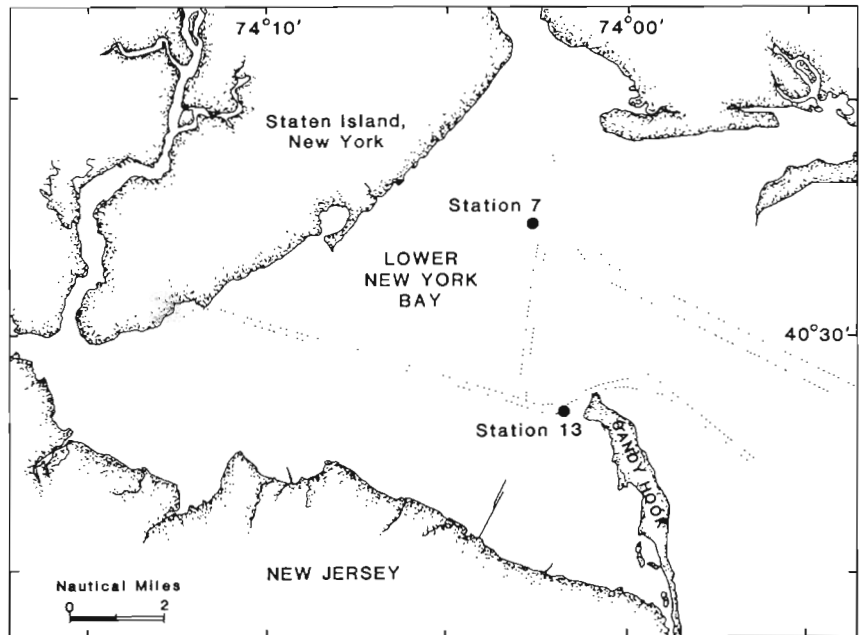 74°10'
74°00'
Staten Island,
New York
Station 7
LOWER
NEW YORK
BAY
40°30'
Station 13
SANDY HOOK
NEW JERSEY
Nautical Miles
0 2